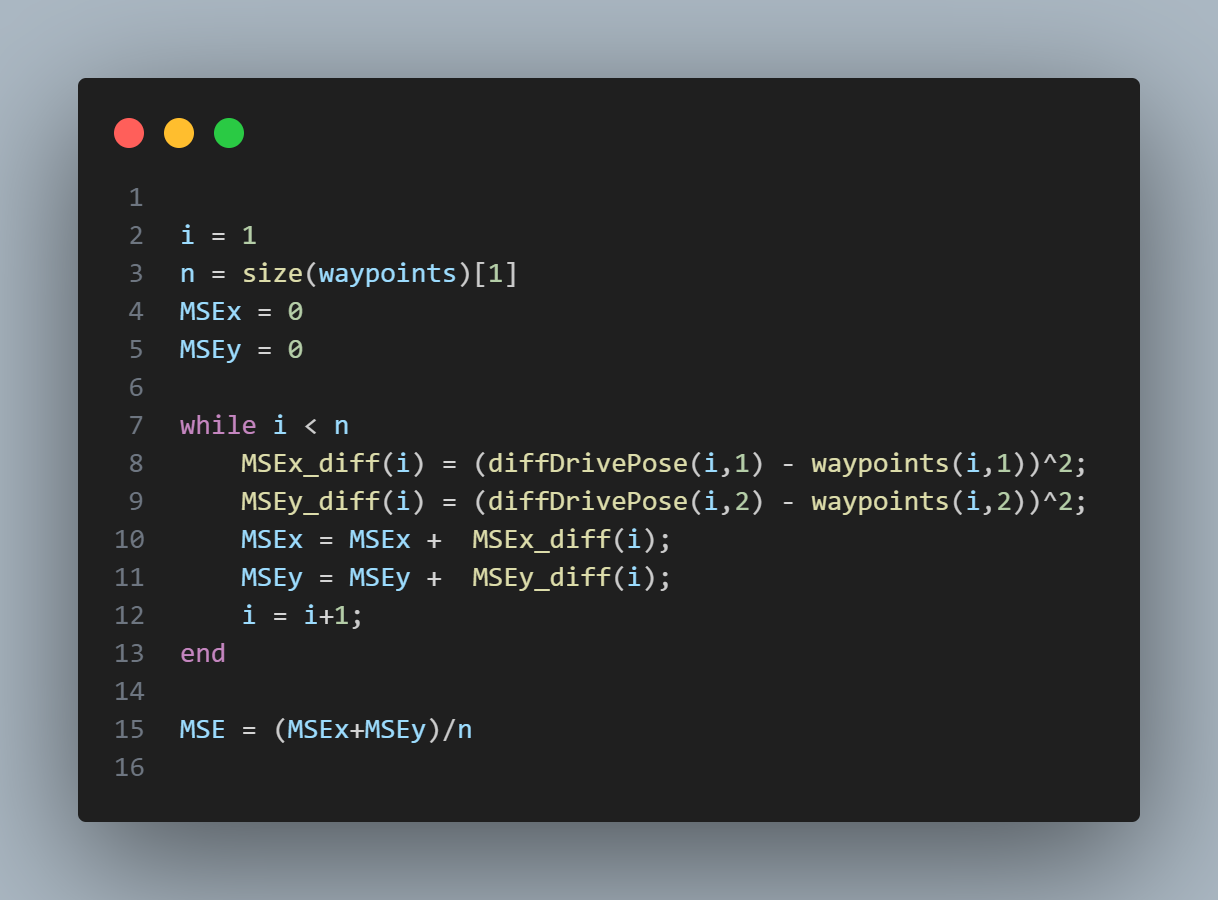 1
2 i = 1
3 n = size(waypoints)[1]
4 MSEx = 0
5 MSEy = 0
6
7 while i < n
8     MSEx_diff(i) = (diffDrivePose(i,1) - waypoints(i,1))^2;
9     MSEy_diff(i) = (diffDrivePose(i,2) - waypoints(i,2))^2;
10     MSEx = MSEx +  MSEx_diff(i);
11     MSEy = MSEy +  MSEy_diff(i);
12     i = i+1;
13 end
14
15 MSE = (MSEx+MSEy)/n
16